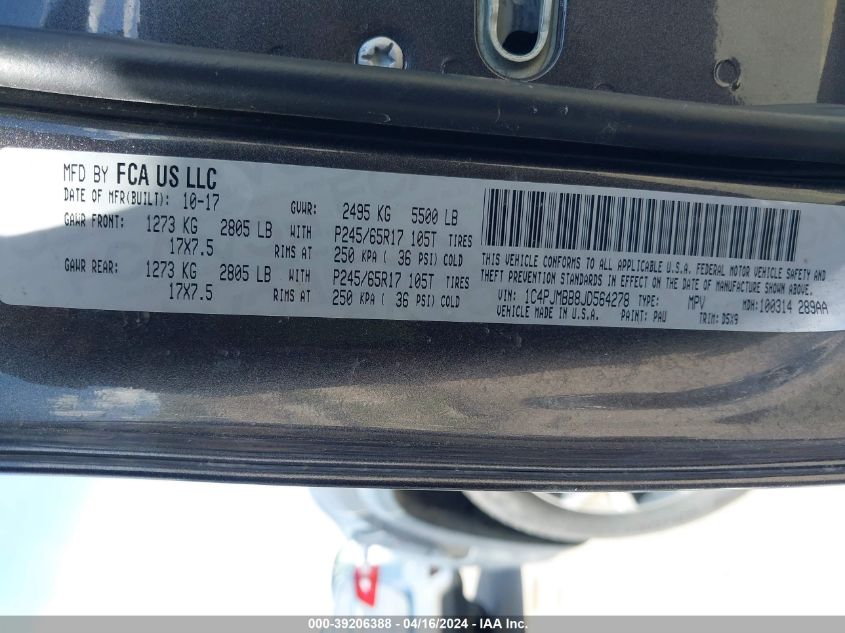 MFD BY FCA US LLC
DATE OF MFR(BUILT): 10-17 GVWR: 2495 KG 5500 LB
GAWR FRONT: 1273 KG 2805 LB WITH P245/65R17 105T TIRES
17X7.5 RIMS AT 250 KPA ( 36 PSI) COLD
GAWR REAR: 1273 KG 2805 LB WITH P245/65R17 105T TIRES
17X7.5 RIMS AT 250 KPA ( 36 PSI) COLD
THIS VEHICLE CONFORMS TO ALL APPLICABLE U.S.A. FEDERAL MOTOR VEHICLE SAFETY AND
THEFT PREVENTION STANDARDS IN EFFECT ON THE DATE OF MANUFACTURE SHOWN ABOVE.
VIN: 1C4PJMBB8JD584278 TYPE: MPV MDH:100314 289AA
VEHICLE MADE IN U.S.A. PAINT: PAU TRIM: D5X9
000-39206388 - 04/16/2024 - IAA Inc.